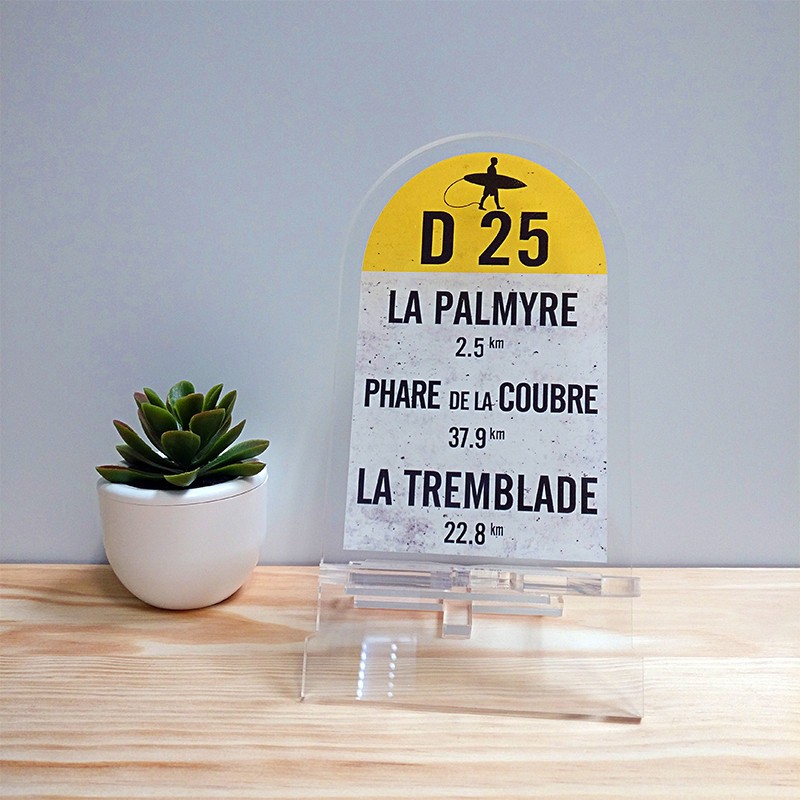 D 25
LA PALMYRE
2.5 km
PHARE DE LA COUBRE
37.9 km
LA TREMBLADE
22.8 km